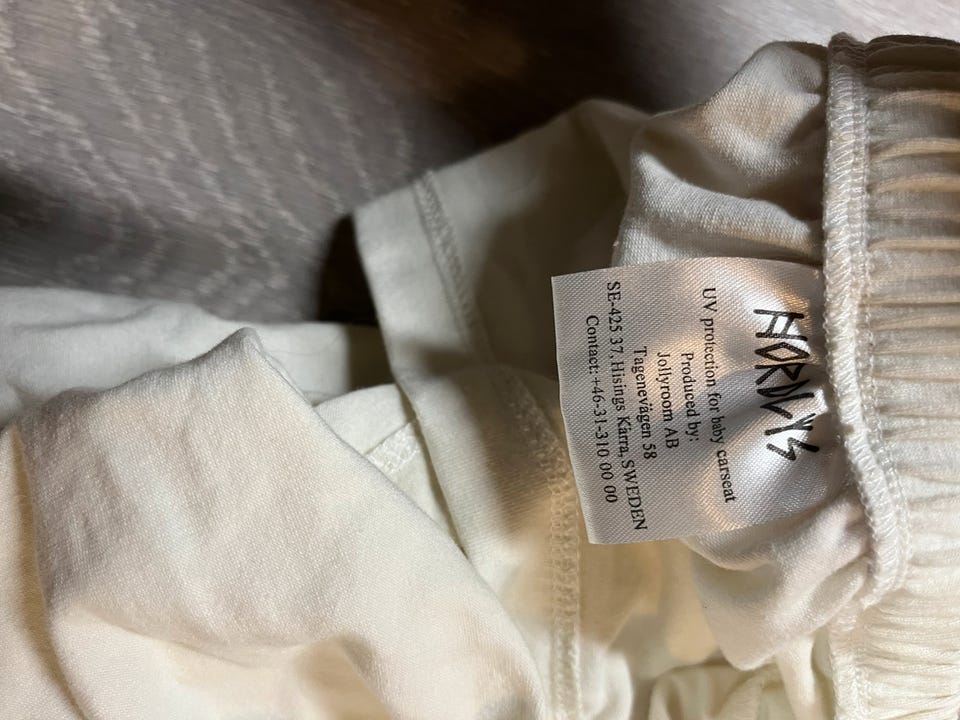 HORNLYS
UV protection for baby carseat
Produced by:
Jollyroom AB
Tagenevägen 58
SE-425 37, Hisings Kärra, SWEDEN
Contact: +46-31-310 00 00